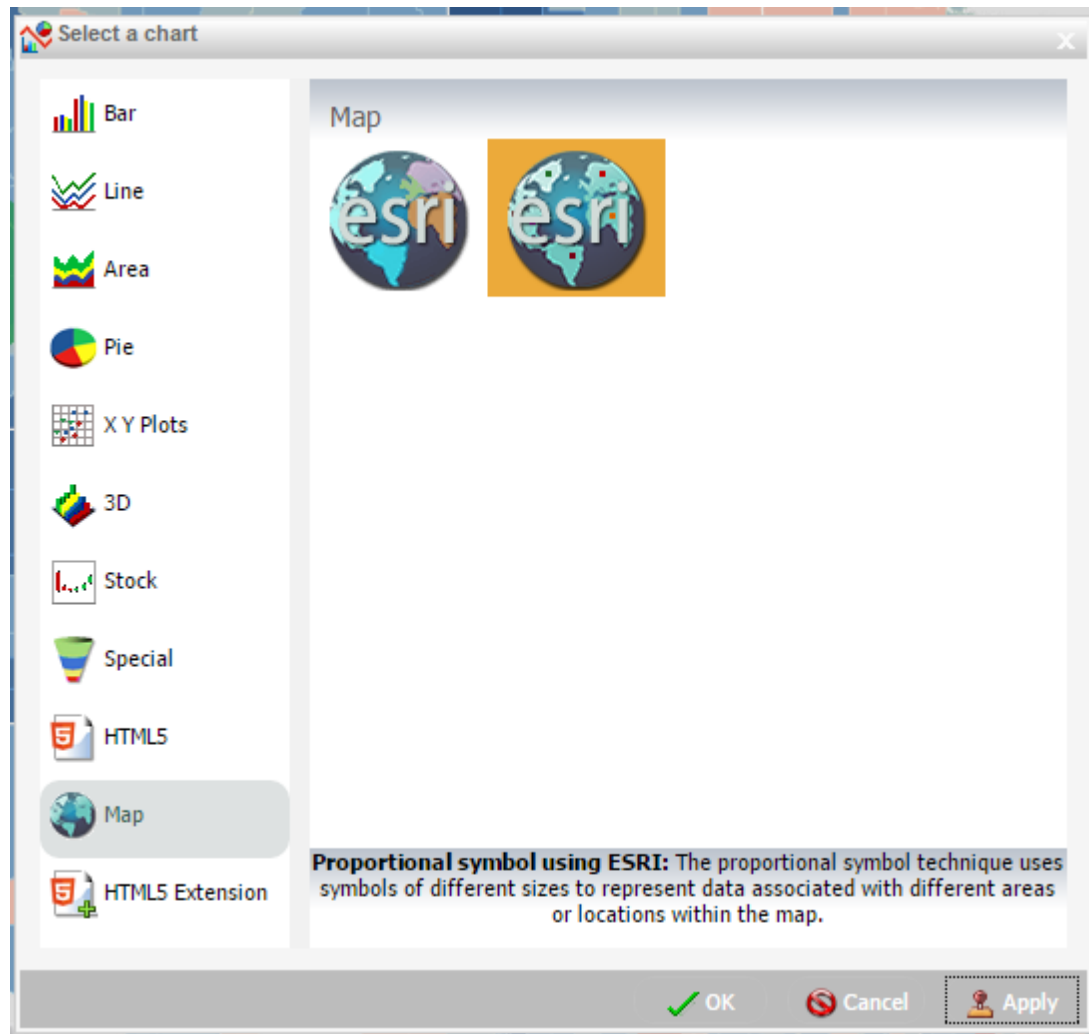 Select a chart
x
Bar
Line
Area
Pie
X Y Plots
3D
Stock
Special
HTML5
Map
HTML5 Extension
Map
esri
esri
Proportional symbol using ESRI: The proportional symbol technique uses
symbols of different sizes to represent data associated with different areas
or locations within the map.
OK
Cancel
Apply